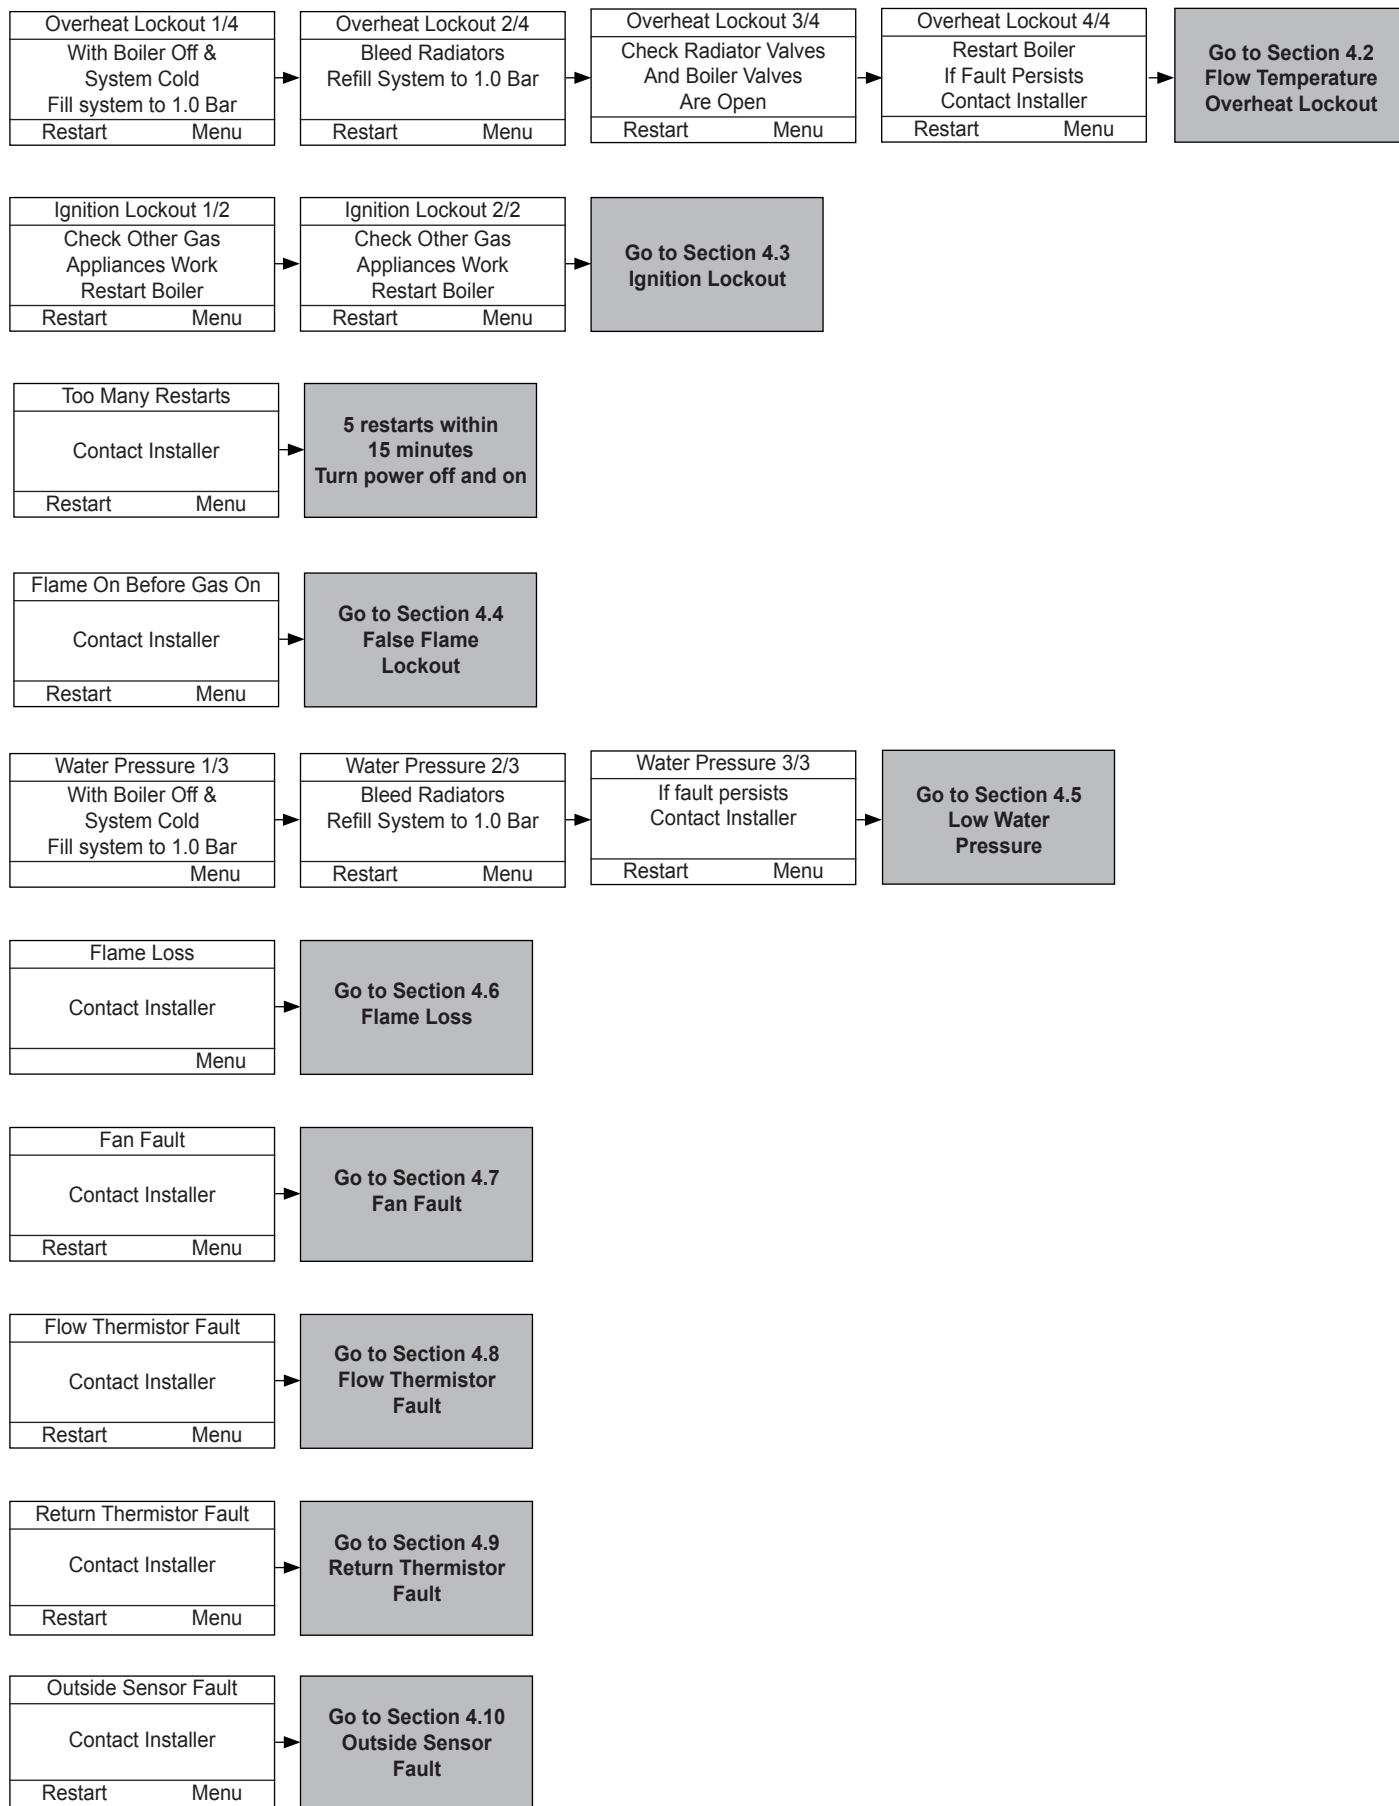 Overheat Lockout 1/4
With Boiler Off &
System Cold
Fill system to 1.0 Bar
Restart Menu
Overheat Lockout 2/4
Bleed Radiators
Refill System to 1.0 Bar
Restart Menu
Overheat Lockout 3/4
Check Radiator Valves
And Boiler Valves
Are Open
Restart Menu
Overheat Lockout 4/4
Restart Boiler
If Fault Persists
Contact Installer
Restart Menu
Go to Section 4.2
Flow Temperature
Overheat Lockout
Ignition Lockout 1/2
Check Other Gas
Appliances Work
Restart Boiler
Restart Menu
Ignition Lockout 2/2
Check Other Gas
Appliances Work
Restart Boiler
Restart Menu
Go to Section 4.3
Ignition Lockout
Too Many Restarts
Contact Installer
Restart Menu
5 restarts within
15 minutes
Turn power off and on
Flame On Before Gas On
Contact Installer
Restart Menu
Go to Section 4.4
False Flame
Lockout
Water Pressure 1/3
With Boiler Off &
System Cold
Fill system to 1.0 Bar
Menu
Water Pressure 2/3
Bleed Radiators
Refill System to 1.0 Bar
Restart Menu
Water Pressure 3/3
If fault persists
Contact Installer
Restart Menu
Go to Section 4.5
Low Water
Pressure
Flame Loss
Contact Installer
Menu
Go to Section 4.6
Flame Loss
Fan Fault
Contact Installer
Restart Menu
Go to Section 4.7
Fan Fault
Flow Thermistor Fault
Contact Installer
Restart Menu
Go to Section 4.8
Flow Thermistor
Fault
Return Thermistor Fault
Contact Installer
Restart Menu
Go to Section 4.9
Return Thermistor
Fault
Outside Sensor Fault
Contact Installer
Restart Menu
Go to Section 4.10
Outside Sensor
Fault